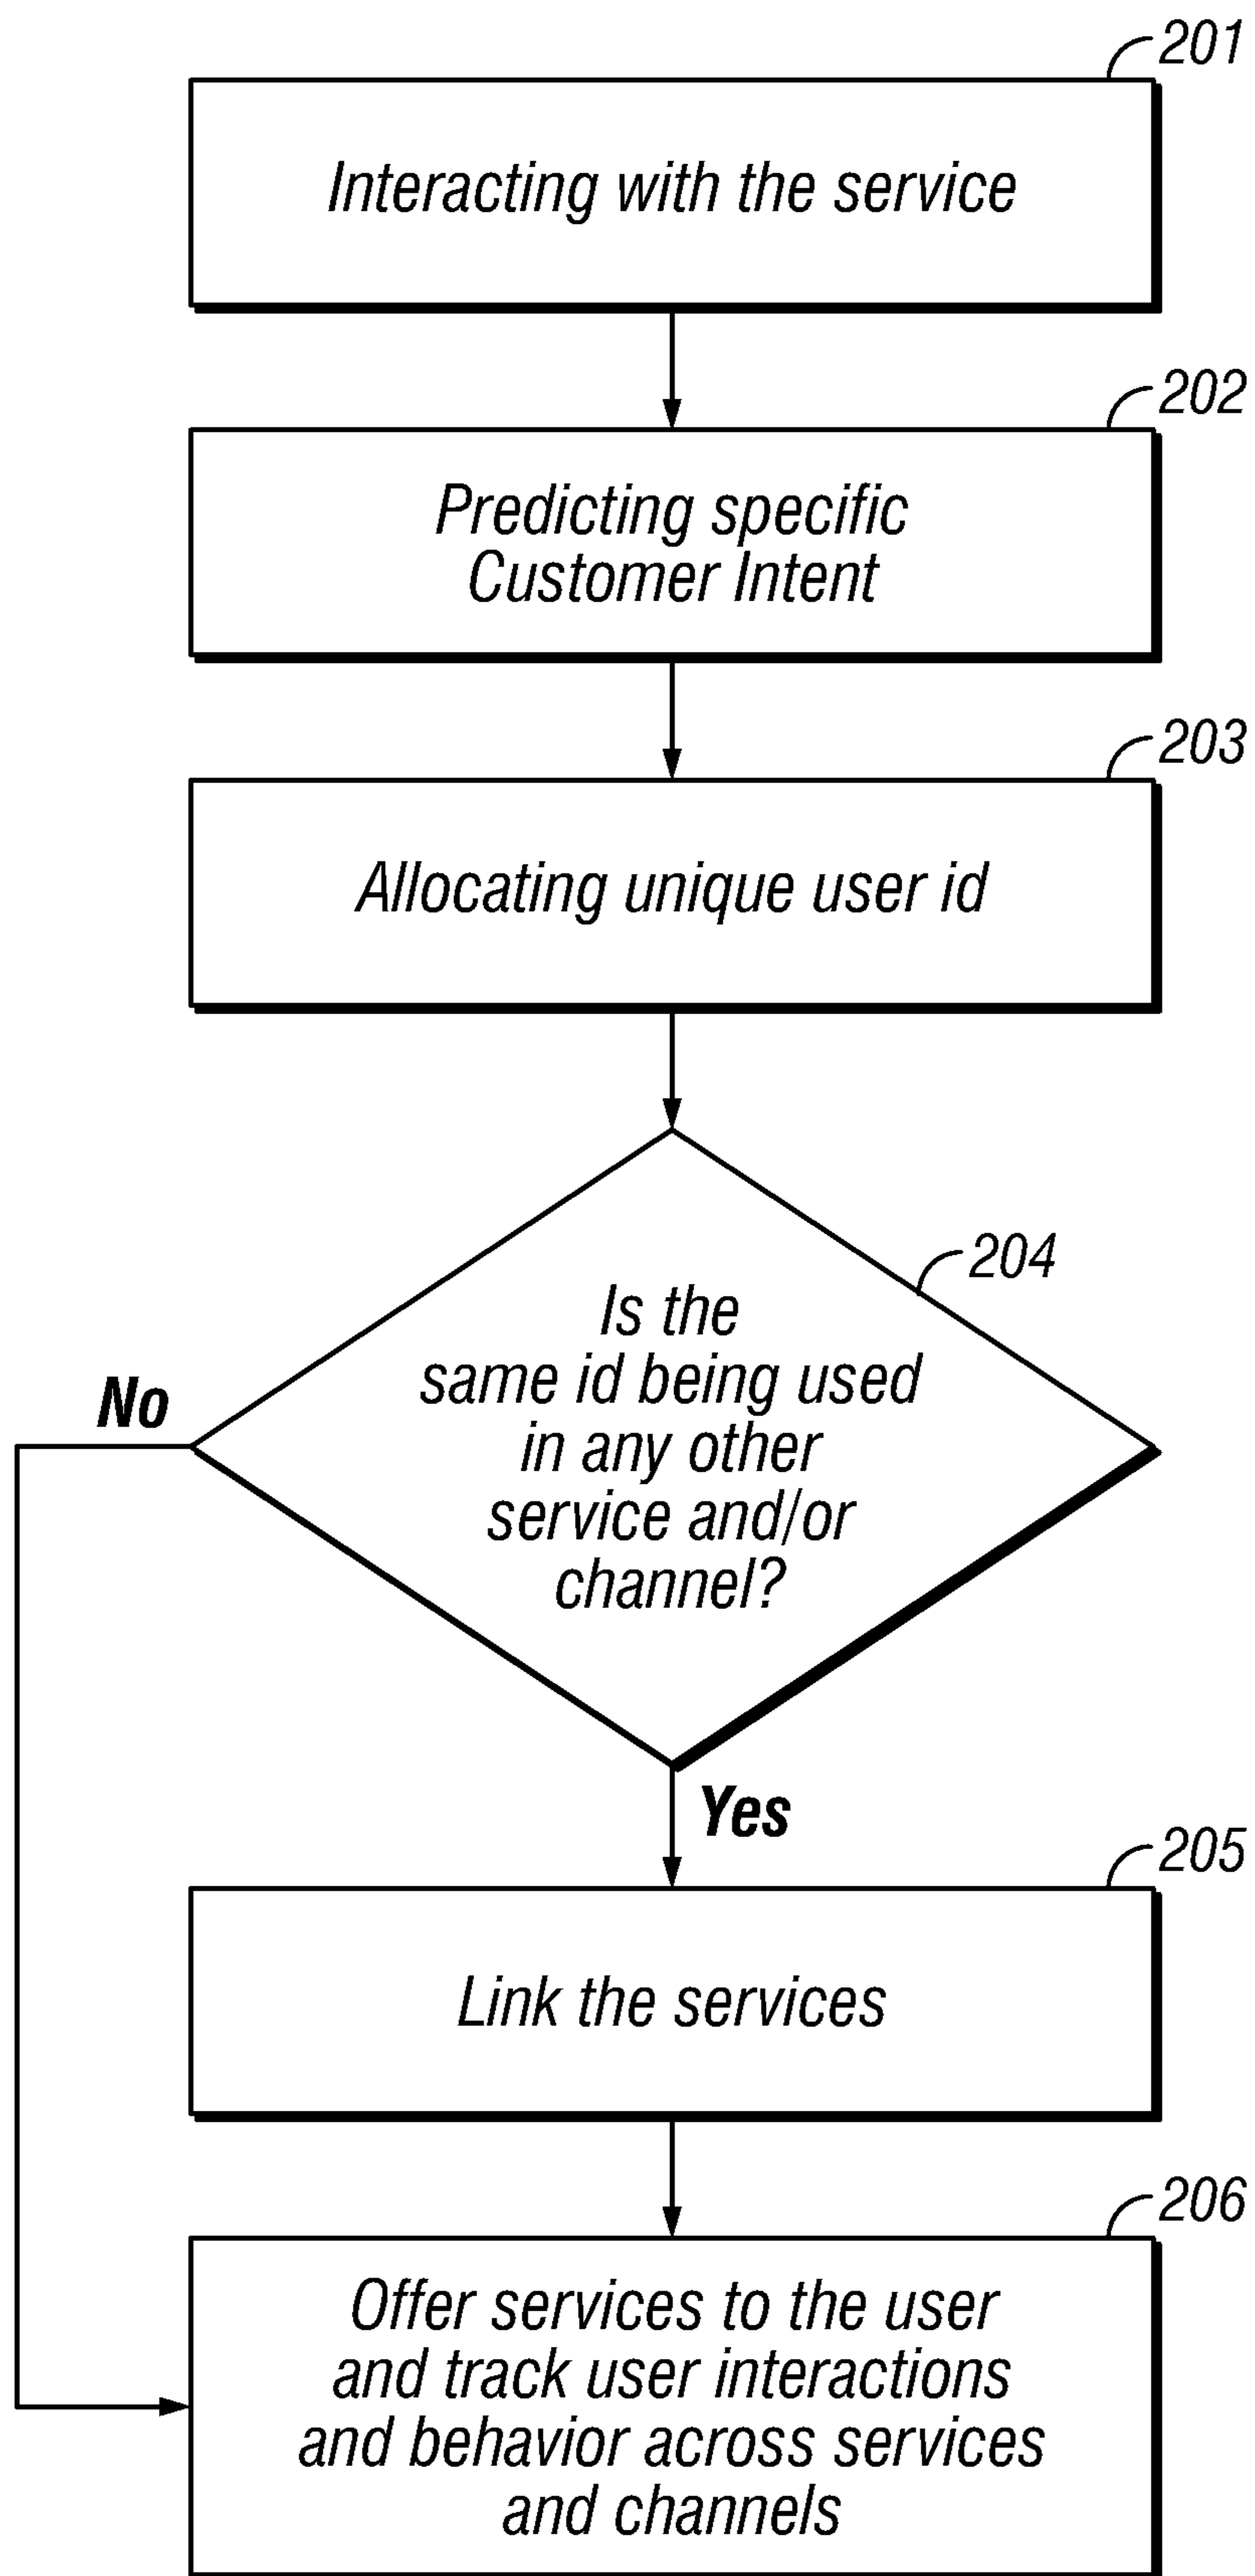 201
Interacting with the service
202
Predicting specific
Customer Intent
203
Allocating unique user id
204
Is the
same id being used
in any other
service and/or
channel?
No
Yes
205
Link the services
206
Offer services to the user
and track user interactions
and behavior across services
and channels